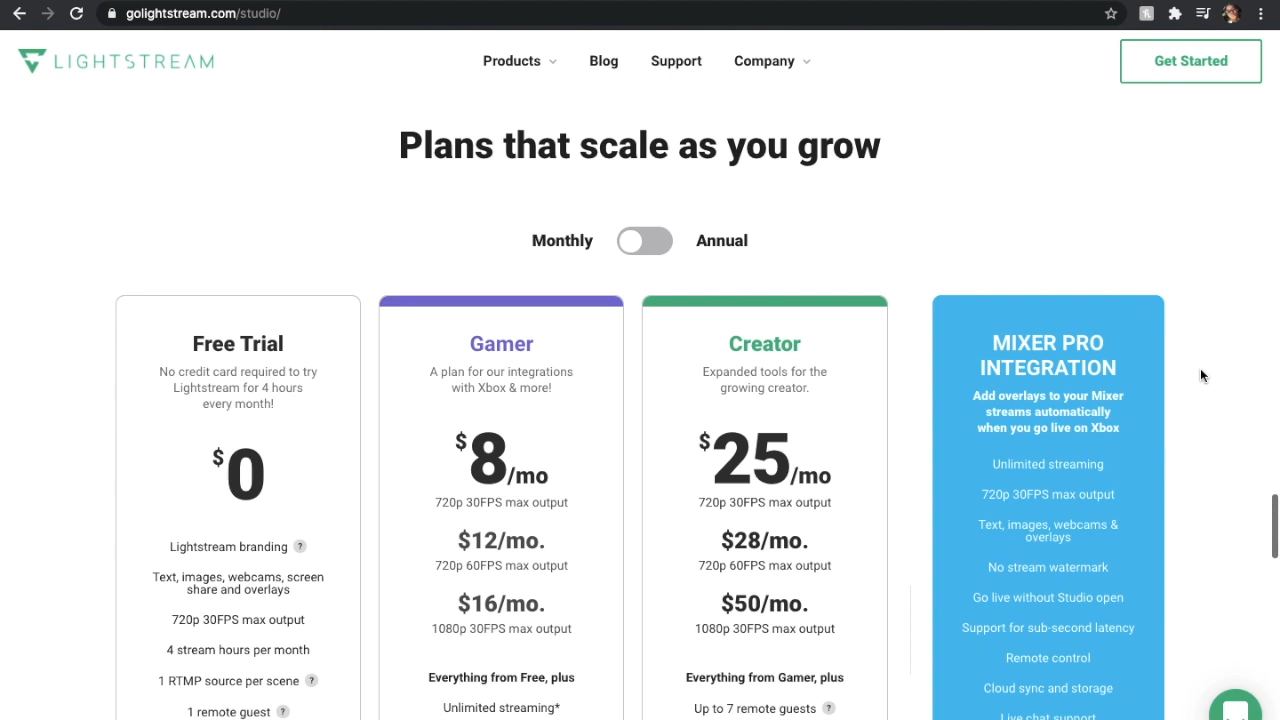 golightstream.com/studio/
LIGHTSTREAM
Products
Blog
Support
Company
Get Started
Plans that scale as you grow
Monthly
Annual
Free Trial
No credit card required to try
Lightstream for 4 hours
every month!
$0
Lightstream branding ?
Text, images, webcams, screen
share and overlays
720p 30FPS max output
4 stream hours per month
1 RTMP source per scene ?
1 remote guest ?
Gamer
A plan for our integrations
with Xbox & more!
$8/mo
720p 30FPS max output
$12/mo.
720p 60FPS max output
$16/mo.
1080p 30FPS max output
Everything from Free, plus
Unlimited streaming*
Creator
Expanded tools for the
growing creator.
$25/mo
720p 30FPS max output
$28/mo.
720p 60FPS max output
$50/mo.
1080p 30FPS max output
Everything from Gamer, plus
Up to 7 remote guests ?
MIXER PRO
INTEGRATION
Add overlays to your Mixer
streams automatically
when you go live on Xbox
Unlimited streaming
720p 30FPS max output
Text, images, webcams &
overlays
No stream watermark
Go live without Studio open
Support for sub-second latency
Remote control
Cloud sync and storage
Live chat support